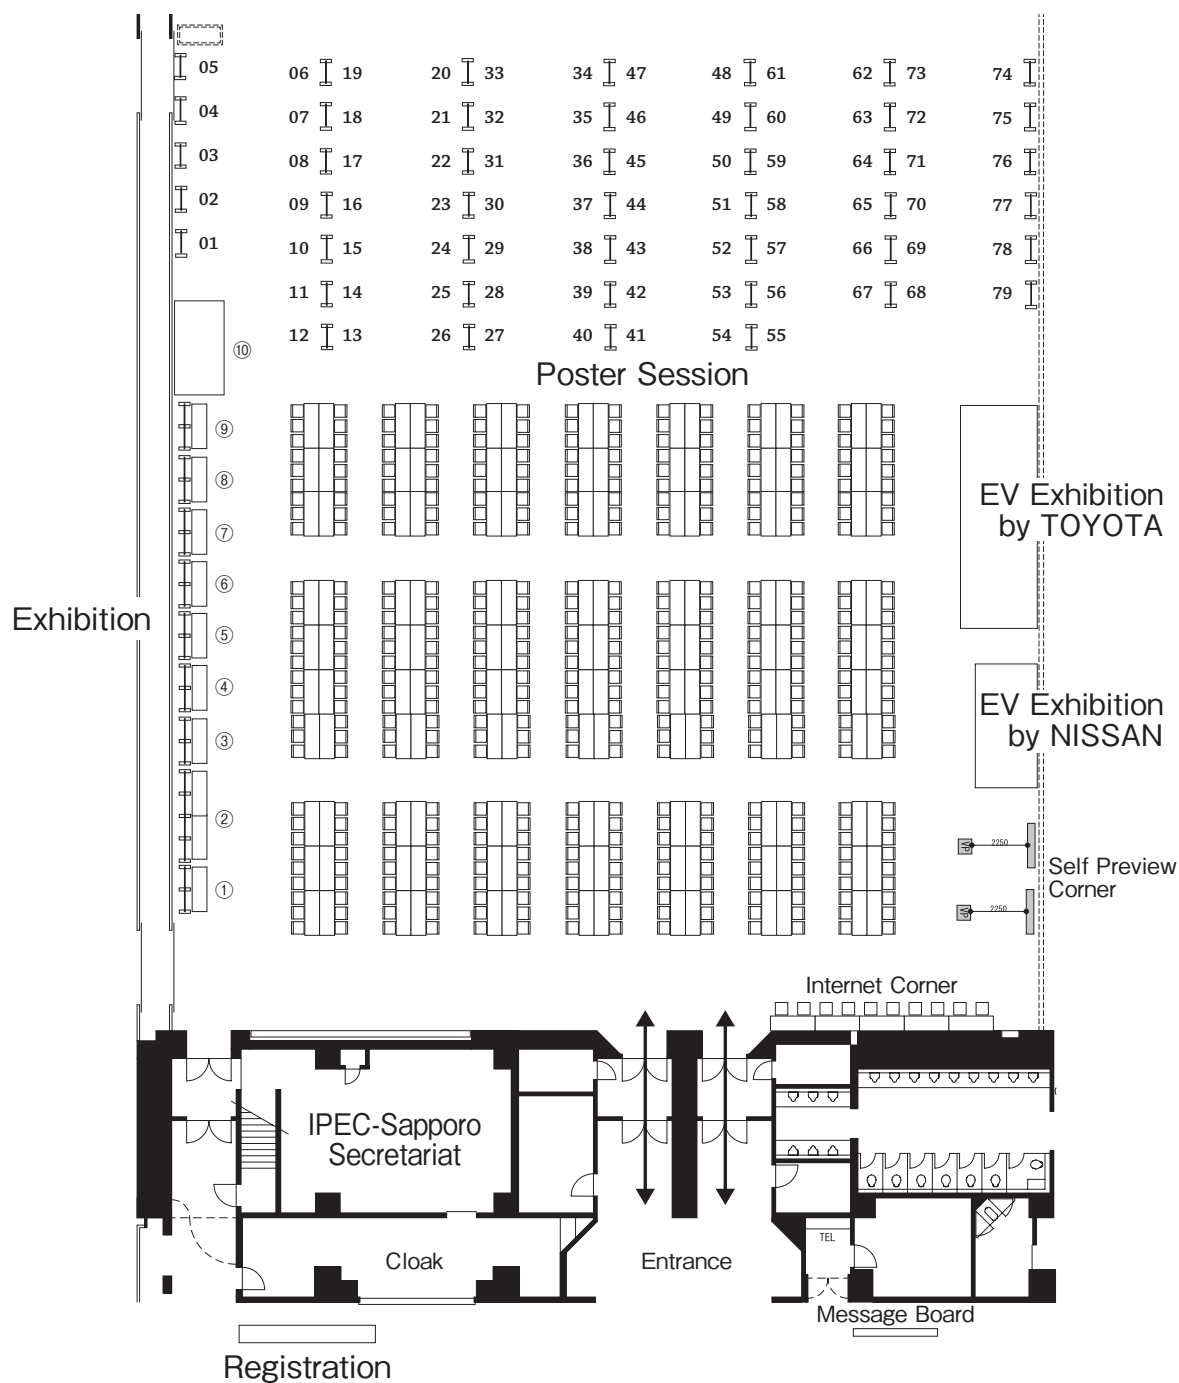 05
06 19 20 33 34 47 48 61 62 73 74
04
07 18 21 32 35 46 49 60 63 72 75
03
08 17 22 31 36 45 50 59 64 71 76
02
09 16 23 30 37 44 51 58 65 70 77
01
10 15 24 29 38 43 52 57 66 69 78
11 14 25 28 39 42 53 56 67 68 79
12 13 26 27 40 41 54 55
⑩
Poster Session
⑨
⑧
⑦
⑥
⑤
④
③
②
①
Exhibition
EV Exhibition
by TOYOTA
EV Exhibition
by NISSAN
VP 2250
Self Preview
Corner
VP 2250
Internet Corner
IPEC-Sapporo
Secretariat
Cloak
Entrance
TEL
Message Board
Registration